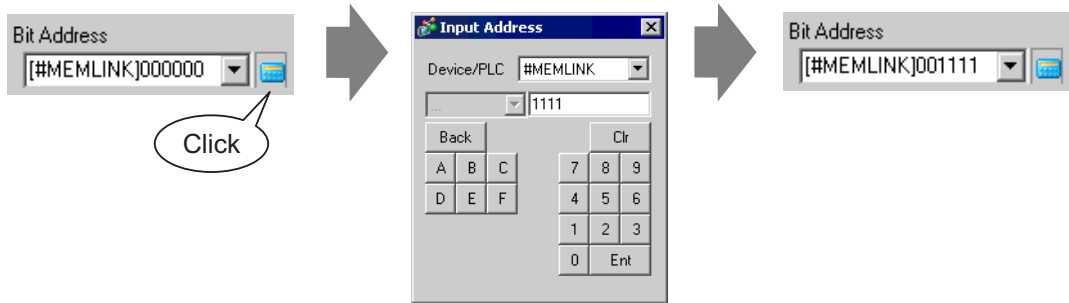 Bit Address
[#MEMLINK]000000
Click
Input Address
Device/PLC #MEMLINK
... 1111
Back Clr
A B C 7 8 9
D E F 4 5 6
1 2 3
0 Ent
Bit Address
[#MEMLINK]001111